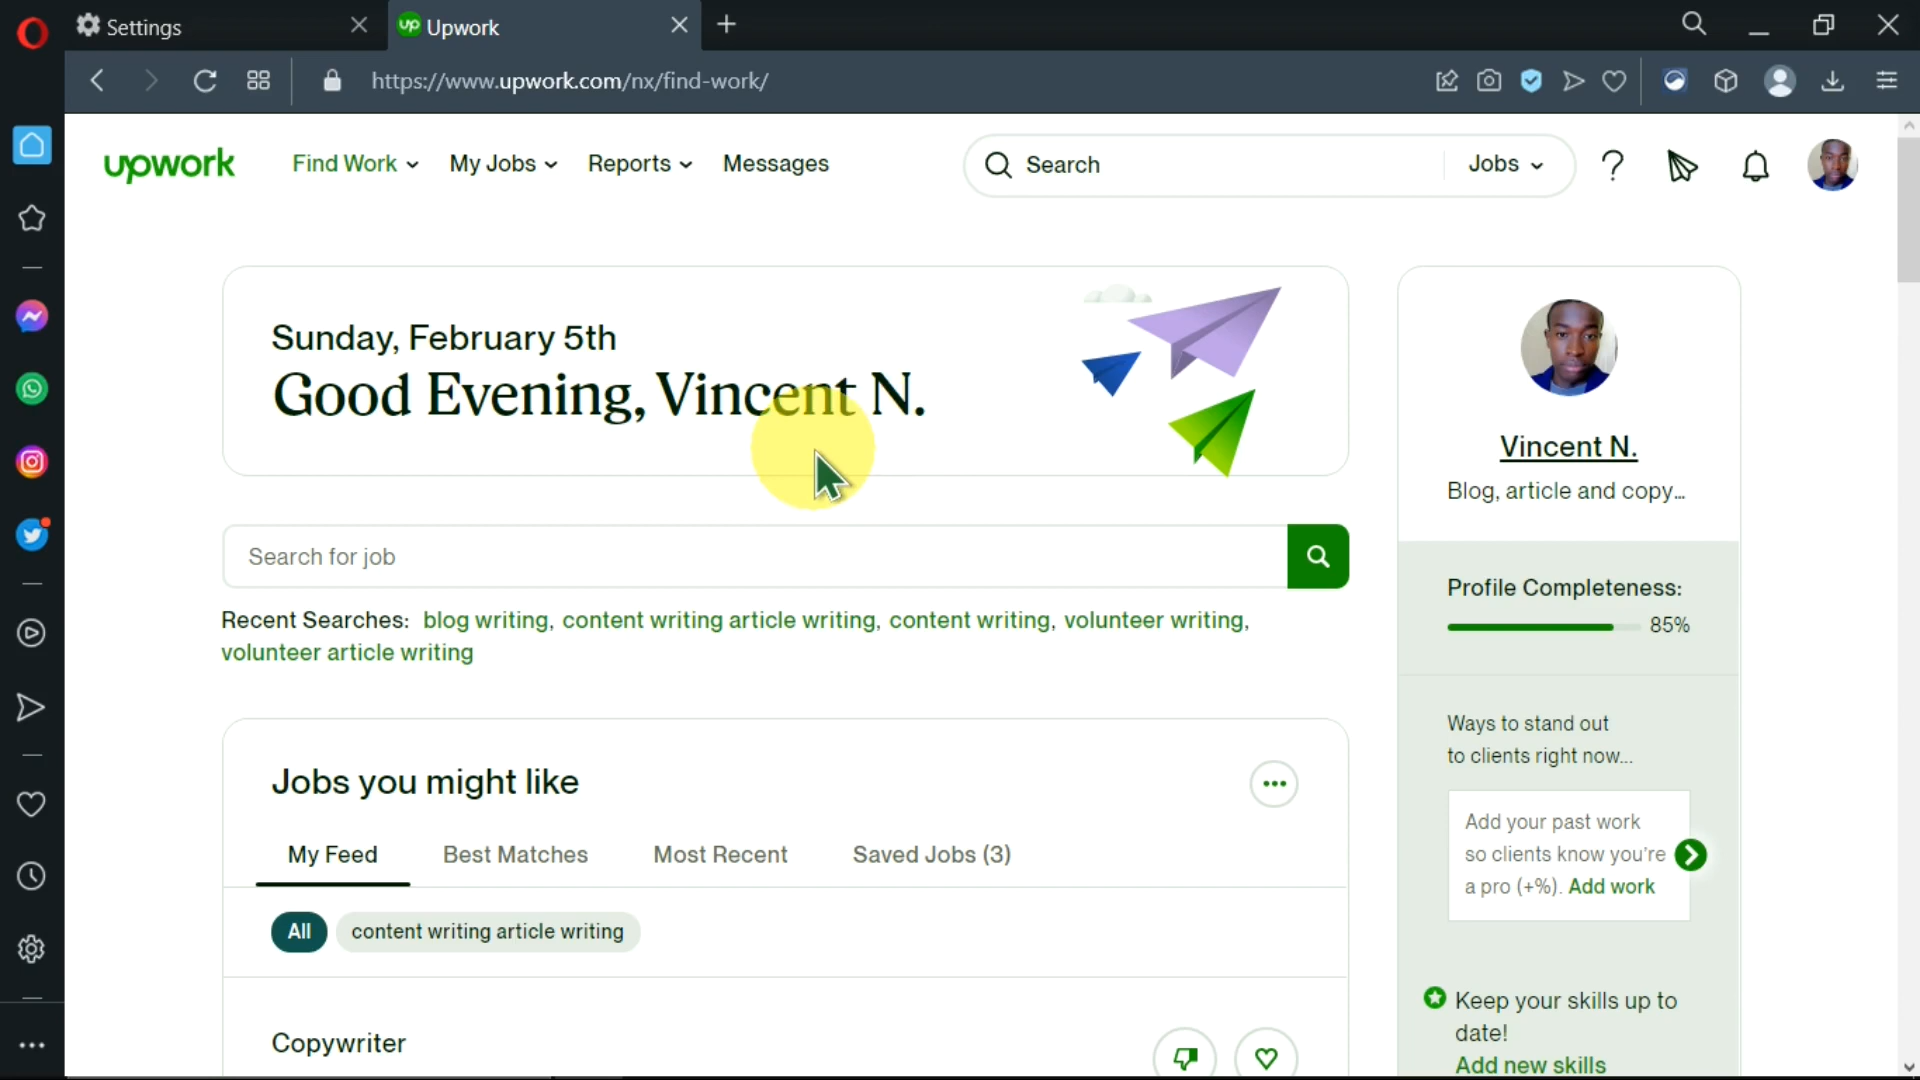 Settings
up Upwork
https://www.upwork.com/nx/find-work/
upwork
Find Work
My Jobs
Reports
Messages
Search
Jobs
Sunday, February 5th
Good Evening, Vincent N.
Vincent N.
Blog, article and copy...
Search for job
Recent Searches: blog writing, content writing article writing, content writing, volunteer writing,
volunteer article writing
Profile Completeness:
85%
Ways to stand out
to clients right now...
Add your past work
so clients know you're
a pro (+%). Add work
Jobs you might like
My Feed
Best Matches
Most Recent
Saved Jobs (3)
All
content writing article writing
Keep your skills up to
date!
Add new skills
Copywriter